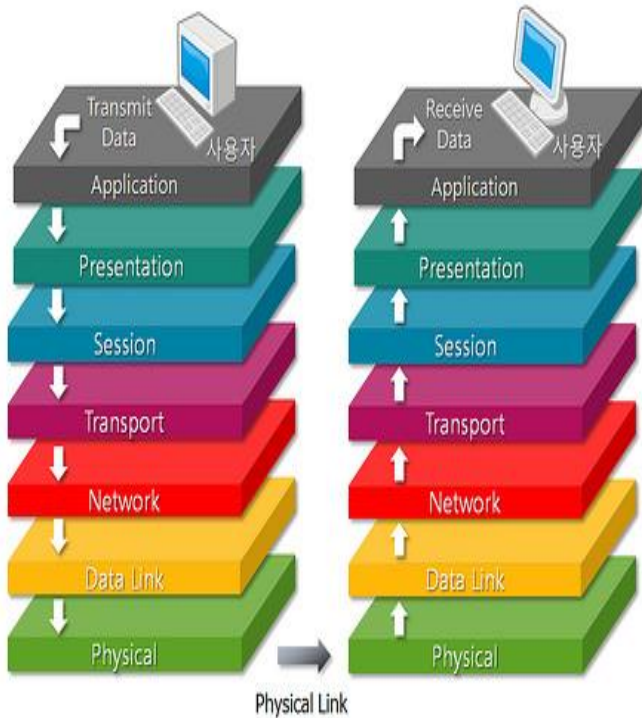 Transmit
Data
사용자
Application
Presentation
Session
Transport
Network
Data Link
Physical
Receive
Data
사용자
Application
Presentation
Session
Transport
Network
Data Link
Physical
Physical Link